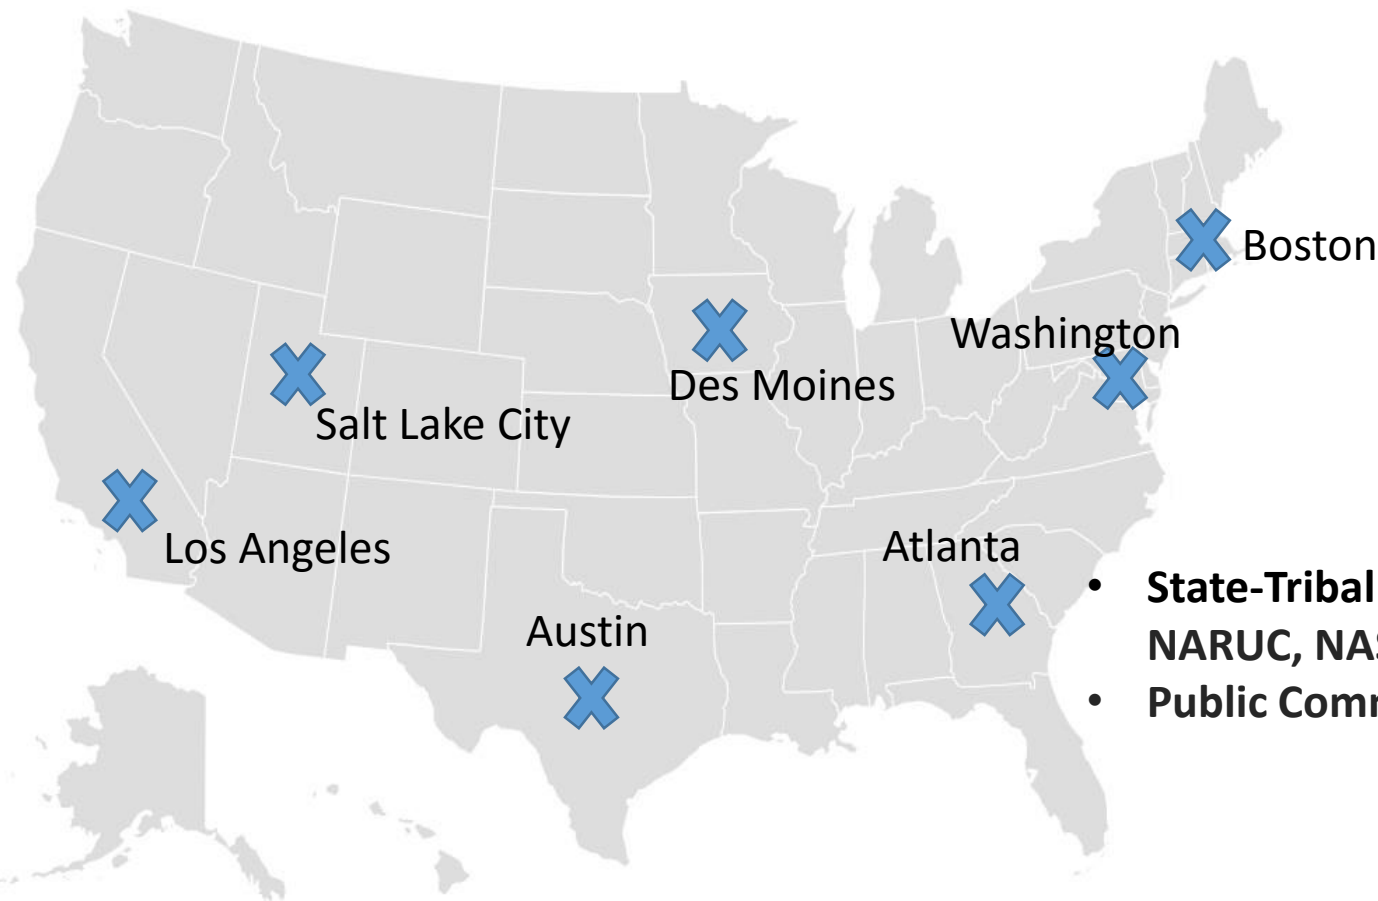 Boston
Washington
Des Moines
Salt Lake City
Los Angeles
Atlanta
Austin
• State-Tribal
NARUC,
• Public